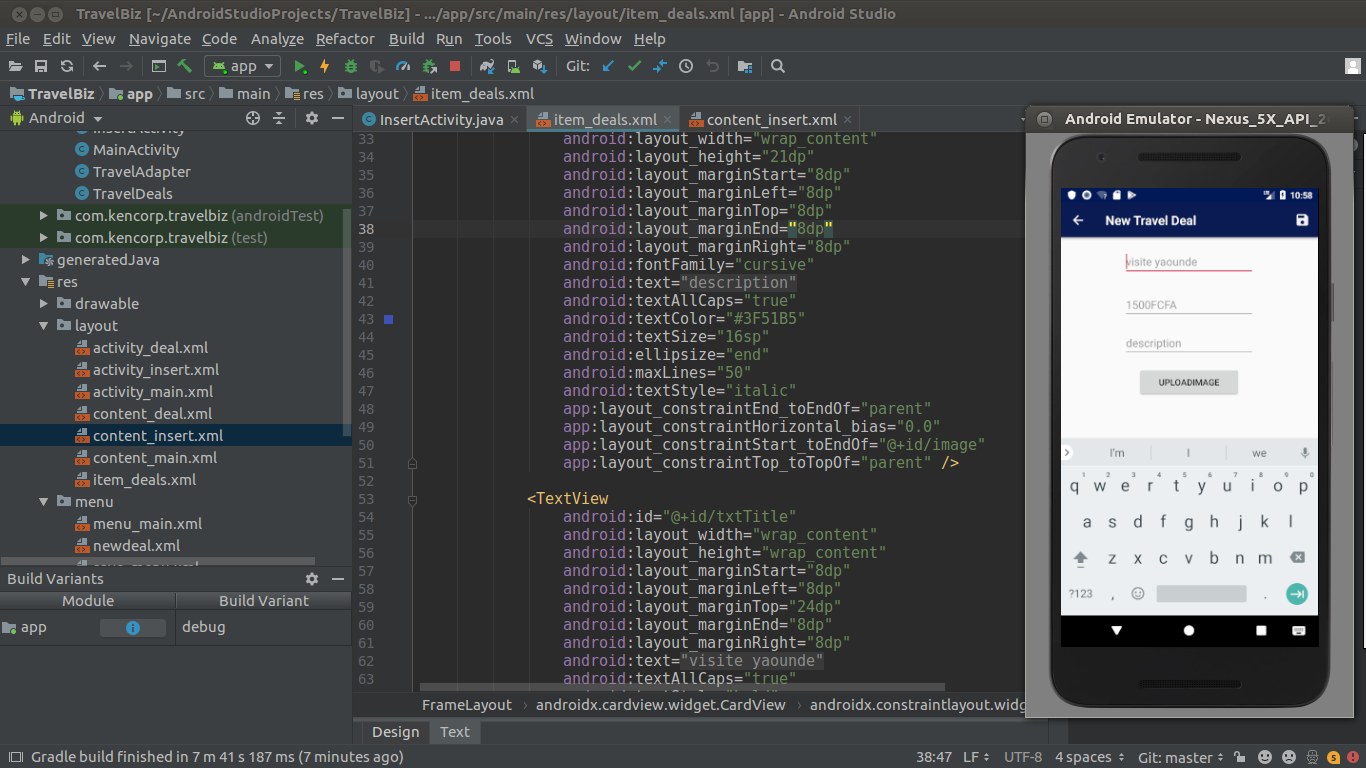 TravelBiz [~/AndroidStudioProjects/TravelBiz] - .../app/src/main/res/layout/item_deals.xml [app] - Android Studio
File Edit View Navigate Code Analyze Refactor Build Run Tools VCS Window Help
app Git:
TravelBiz app src main res layout item_deals.xml
Android
InsertActivity
MainActivity
TravelAdapter
TravelDeals
com.kencorp.travelbiz (androidTest)
com.kencorp.travelbiz (test)
generatedJava
res
drawable
layout
activity_deal.xml
activity_insert.xml
activity_main.xml
content_deal.xml
content_insert.xml
content_main.xml
item_deals.xml
menu
menu_main.xml
newdeal.xml
Build Variants
Module Build Variant
app debug
InsertActivity.java item_deals.xml content_insert.xml
33 android:layout_width="wrap_content"
34 android:layout_height="21dp"
35 android:layout_marginStart="8dp"
36 android:layout_marginLeft="8dp"
37 android:layout_marginTop="8dp"
38 android:layout_marginEnd="8dp"
39 android:layout_marginRight="8dp"
40 android:fontFamily="cursive"
41 android:text="description"
42 android:textAllCaps="true"
43 android:textColor="#3F51B5"
44 android:textSize="16sp"
45 android:ellipsize="end"
46 android:maxLines="50"
47 android:textStyle="italic"
48 app:layout_constraintEnd_toEndOf="parent"
49 app:layout_constraintHorizontal_bias="0.0"
50 app:layout_constraintStart_toEndOf="@+id/image"
51 app:layout_constraintTop_toTopOf="parent" />
52
53 <TextView
54 android:id="@+id/txtTitle"
55 android:layout_width="wrap_content"
56 android:layout_height="wrap_content"
57 android:layout_marginStart="8dp"
58 android:layout_marginLeft="8dp"
59 android:layout_marginTop="24dp"
60 android:layout_marginEnd="8dp"
61 android:layout_marginRight="8dp"
62 android:text="visite yaounde"
63 android:textAllCaps="true"
FrameLayout androidx.cardview.widget.CardView androidx.constraintlayout.widg
Design Text
Android Emulator - Nexus_5X_API_2
10:58
New Travel Deal
visite yaounde
1500FCFA
description
UPLOADIMAGE
I'm I we
1 2 3 4 5 6 7 8 9 0
q w e r t y u i o p
a s d f g h j k l
z x c v b n m
?123 , .
Gradle build finished in 7 m 41 s 187 ms (7 minutes ago) 38:47 LF UTF-8 4 spaces Git: master 5